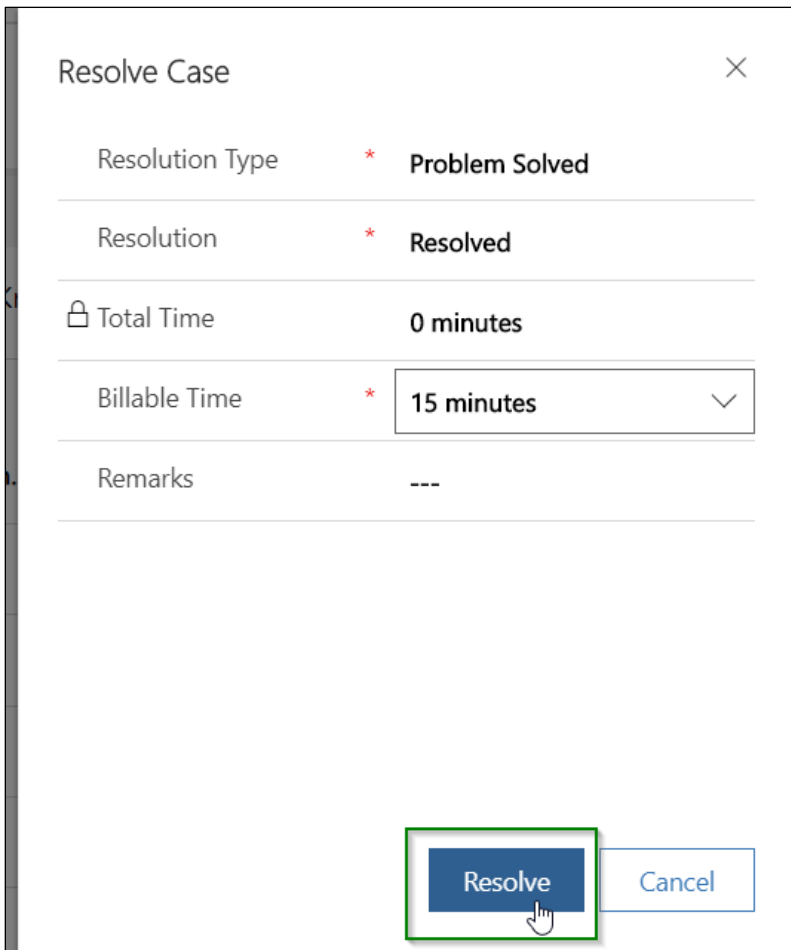 Resolve Case
Resolution Type * Problem Solved
Resolution * Resolved
Total Time 0 minutes
Billable Time * 15 minutes
Remarks ---
Resolve Cancel